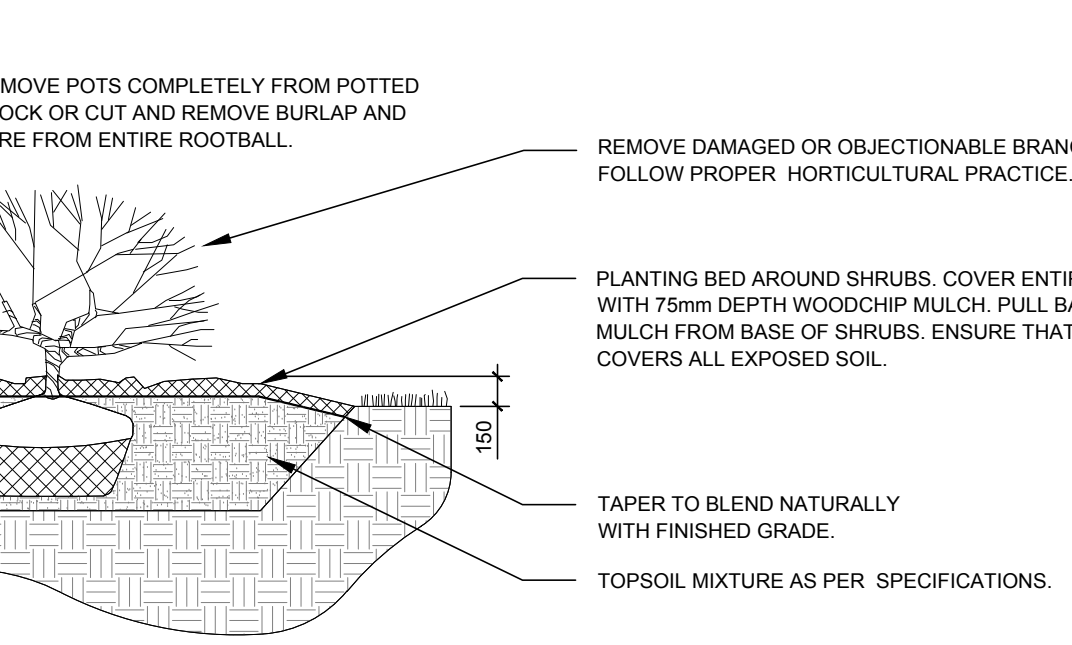 MOVE POTS COMPLETELY FROM POTTED
OCK OR CUT AND REMOVE BURLAP AND
RE FROM ENTIRE ROOTBALL.
REMOVE DAMAGED OR OBJECTIONABLE BRANC
FOLLOW PROPER HORTICULTURAL PRACTICE.
PLANTING BED AROUND SHRUBS. COVER ENTIR
WITH 75mm DEPTH WOODCHIP MULCH. PULL BA
MULCH FROM BASE OF SHRUBS. ENSURE THAT
COVERS ALL EXPOSED SOIL.
150
TAPER TO BLEND NATURALLY
WITH FINISHED GRADE.
TOPSOIL MIXTURE AS PER SPECIFICATIONS.